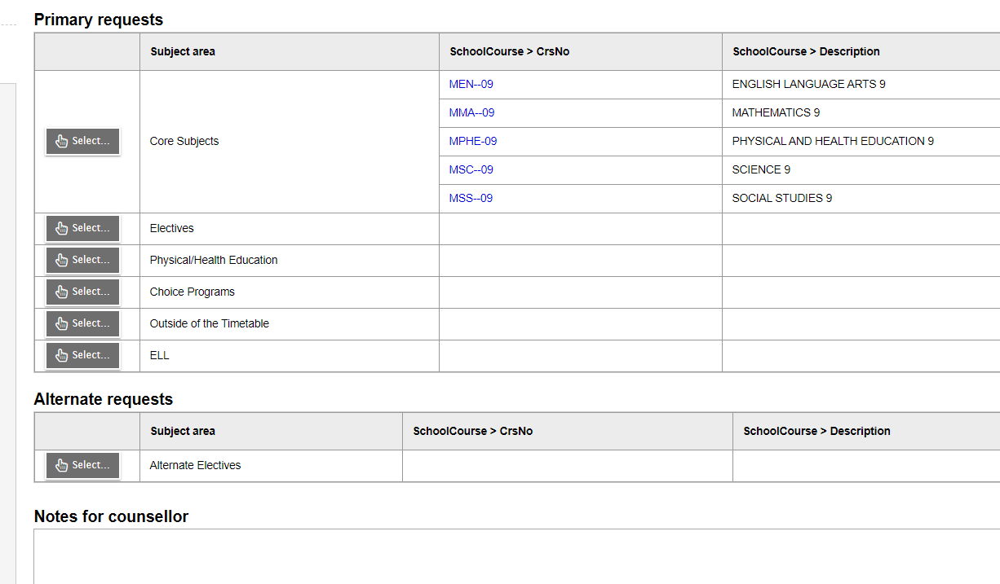 Primary requests
Subject area SchoolCourse > CrsNo SchoolCourse > Description
MEN--09 ENGLISH LANGUAGE ARTS 9
MMA--09 MATHEMATICS 9
Select... Core Subjects MPHE-09 PHYSICAL AND HEALTH EDUCATION 9
MSC--09 SCIENCE 9
MSS--09 SOCIAL STUDIES 9
Select... Electives
Select... Physical/Health Education
Select... Choice Programs
Select... Outside of the Timetable
Select... ELL
Alternate requests
Subject area SchoolCourse > CrsNo SchoolCourse > Description
Select... Alternate Electives
Notes for counsellor